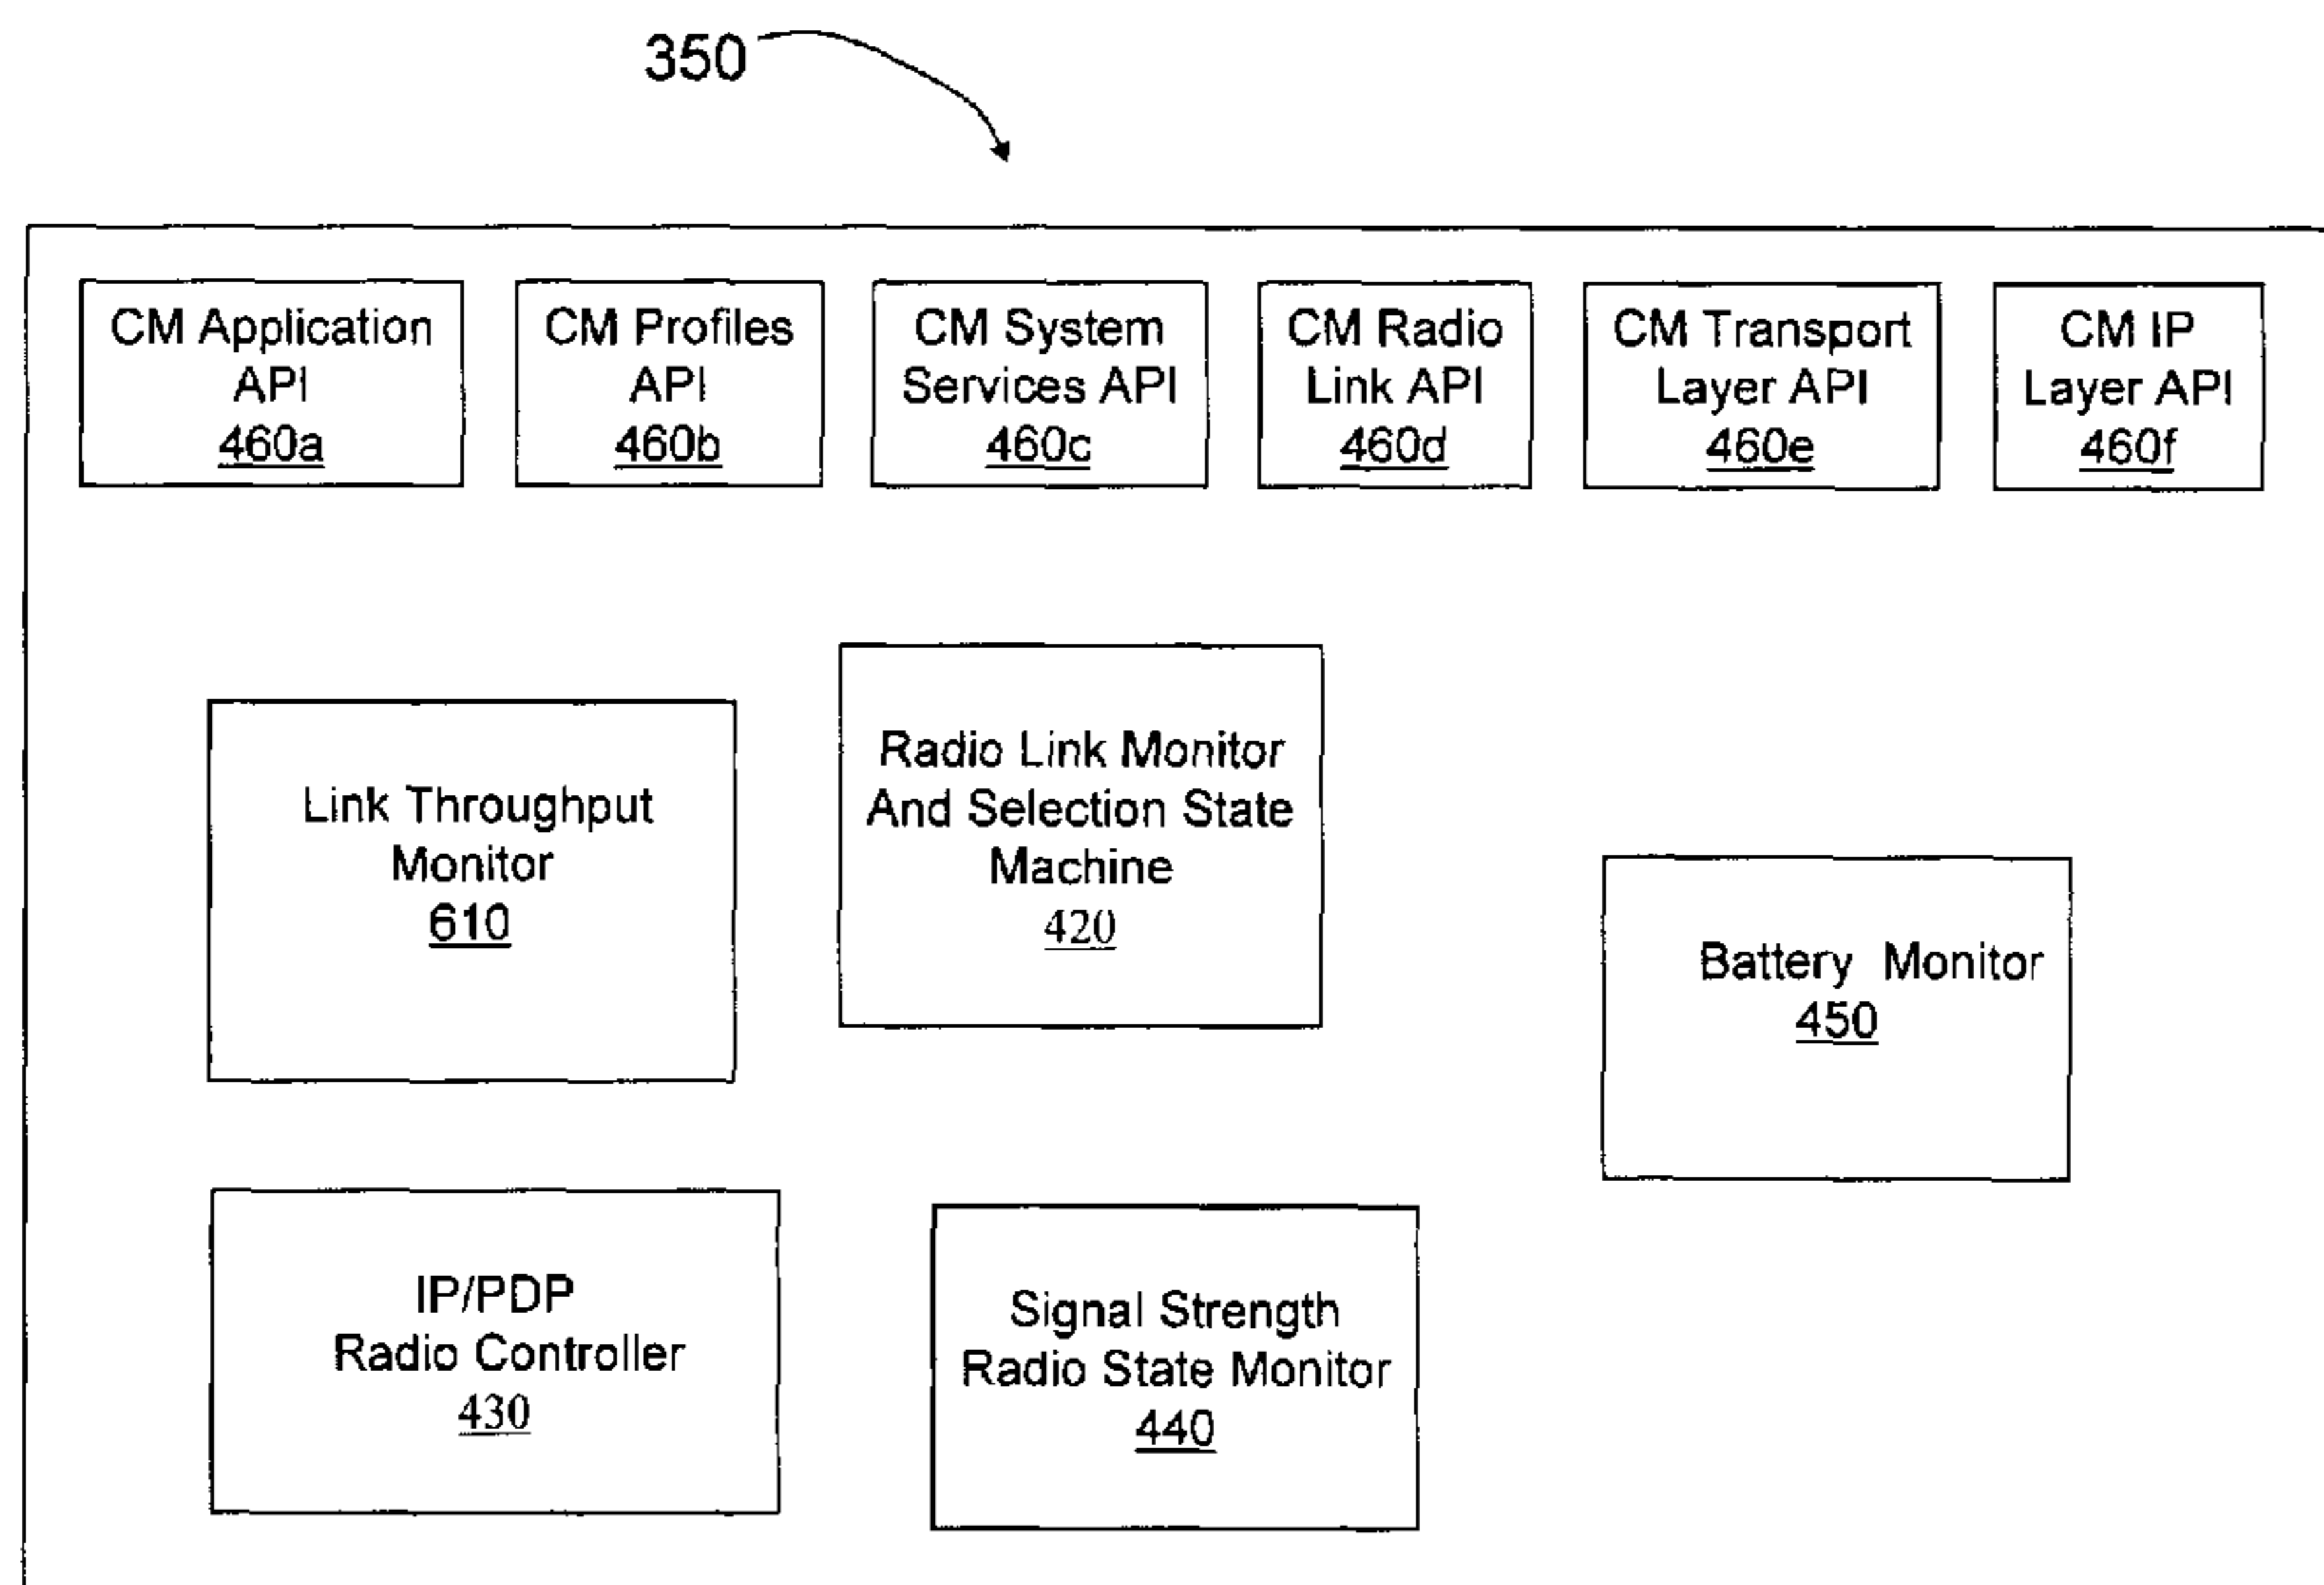 350
CM Application
API
460a
CM Profiles
API
460b
CM System
Services API
460c
CM Radio
Link API
460d
CM Transport
Layer API
460e
CM IP
Layer API
460f
Link Throughput
Monitor
610
Radio Link Monitor
And Selection State
Machine
420
Battery Monitor
450
IP/PDP
Radio Controller
430
Signal Strength
Radio State Monitor
440